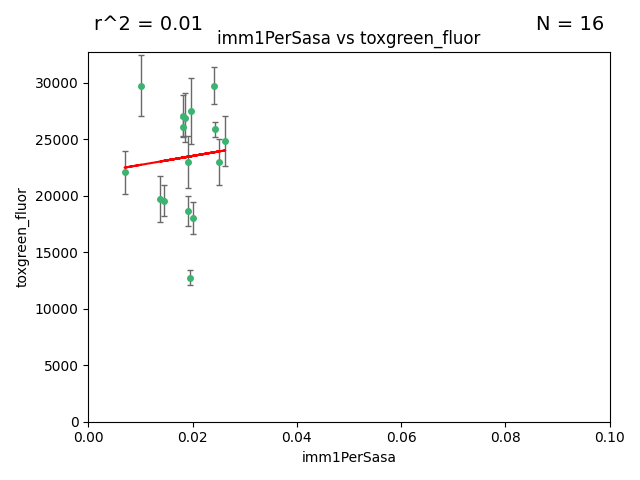 r^2 = 0.01
N = 16
imm1PerSasa vs toxgreen_fluor
toxgreen_fluor
30000
25000
20000
15000
10000
5000
0
0.00
0.02
0.04
0.06
0.08
0.10
imm1PerSasa